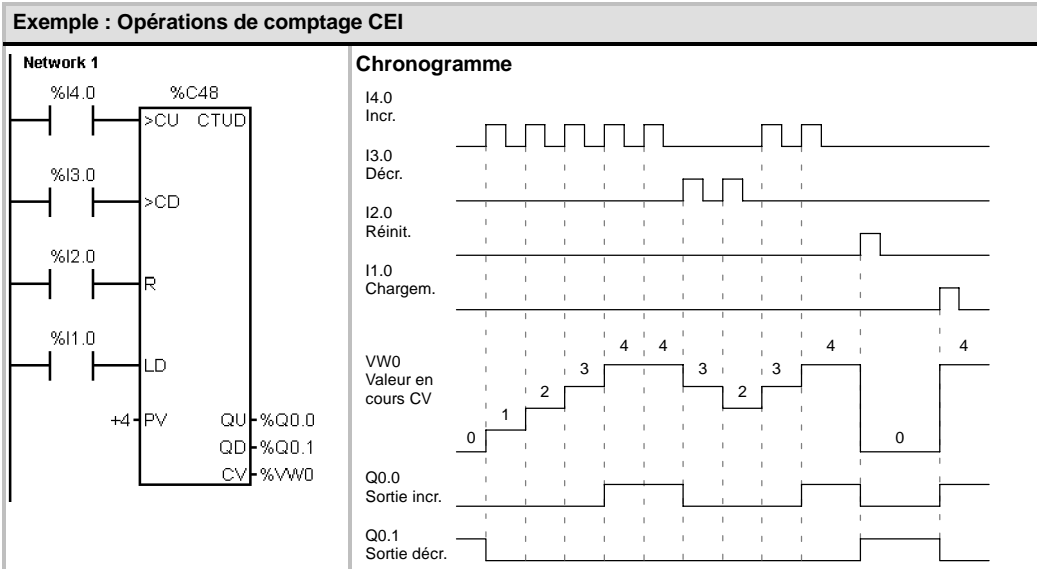 Exemple : Opérations de comptage CEI
Network 1
%I4.0
%C48
>CU CTUD
%I3.0
>CD
%I2.0
R
%I1.0
LD
+4 PV QU %Q0.0
QD %Q0.1
CV %VW0
Chronogramme
I4.0
Incr.
I3.0
Décr.
I2.0
Réinit.
I1.0
Chargem.
VW0
Valeur en
cours CV
0 1 2 3 4 4 3 2 3 4 0 4
Q0.0
Sortie incr.
Q0.1
Sortie décr.